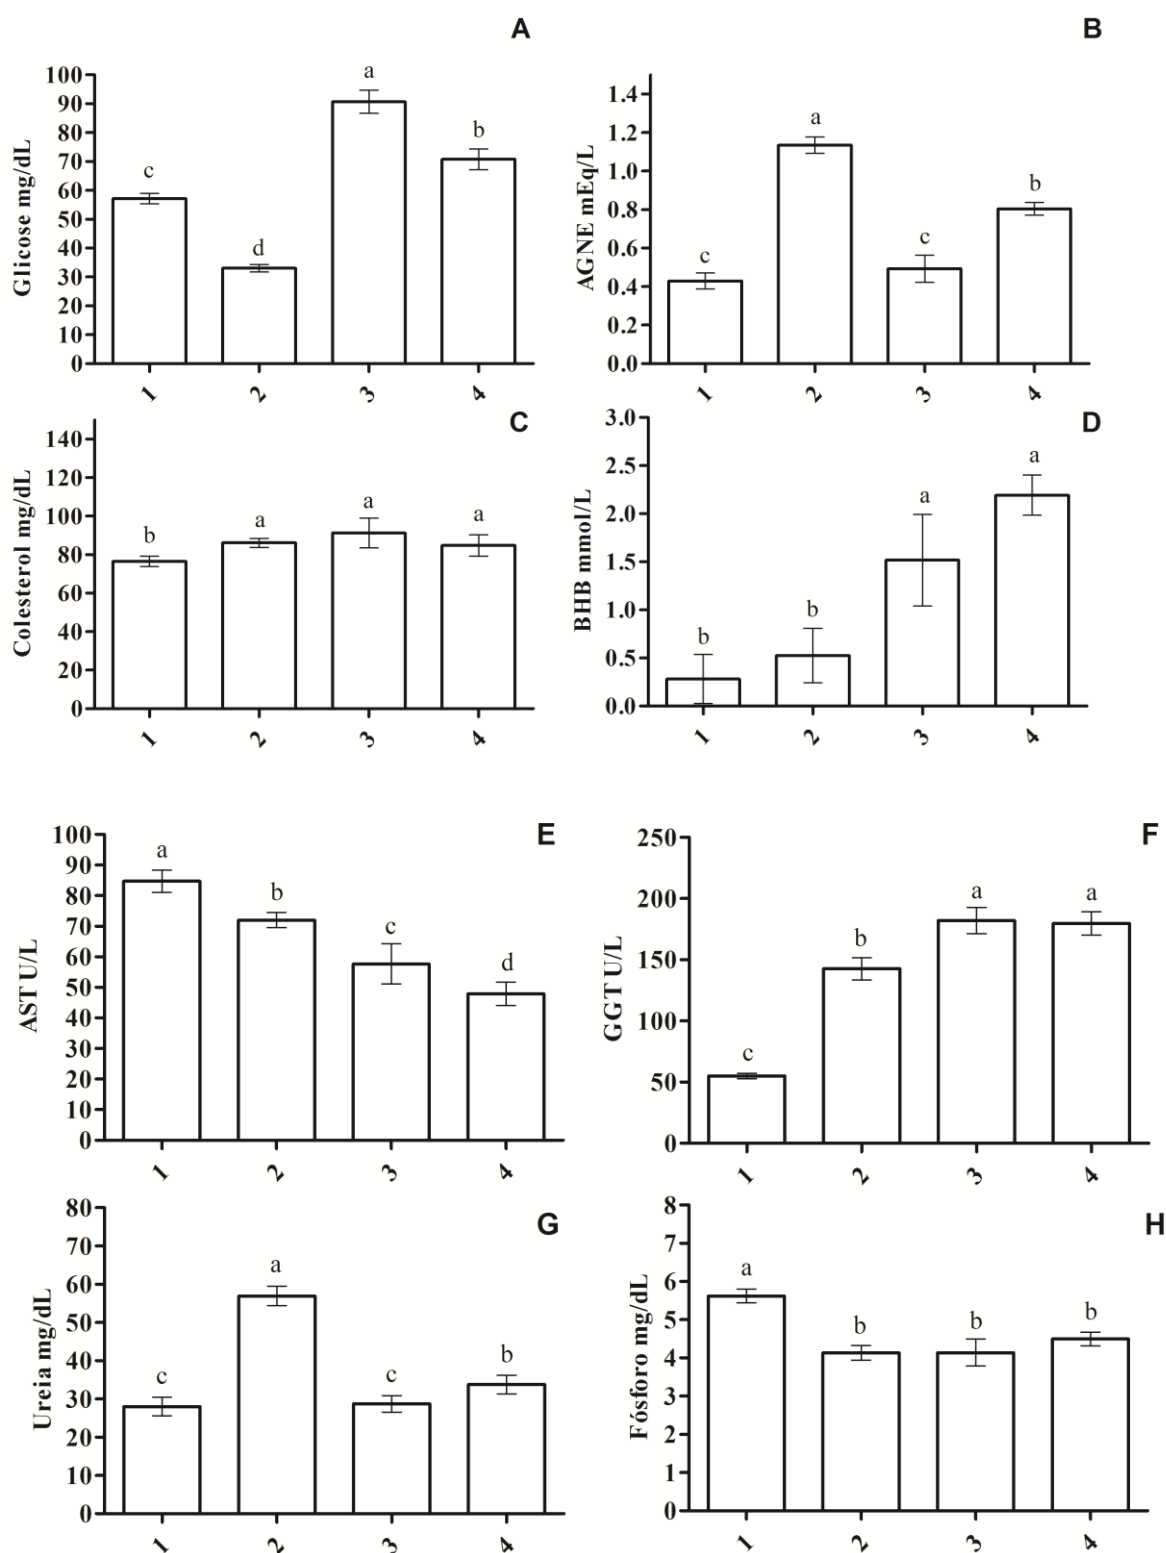 A
Glicose mg/dL
100
90
80
70
60
50
40
30
20
10
0
c
d
a
b
1
2
3
4
B
AGNE mEq/L
1.4
1.2
1.0
0.8
0.6
0.4
0.2
0.0
c
a
c
b
1
2
3
4
C
Colesterol mg/dL
140
120
100
80
60
40
20
0
b
a
a
a
1
2
3
4
D
BHB mmol/L
3.0
2.5
2.0
1.5
1.0
0.5
0.0
b
b
a
a
1
2
3
4
E
AST U/L
100
90
80
70
60
50
40
30
20
10
0
a
b
c
d
1
2
3
4
F
GGT U/L
250
200
150
100
50
0
c
b
a
a
1
2
3
4
G
Ureia mg/dL
80
70
60
50
40
30
20
10
0
c
a
c
b
1
2
3
4
H
Fósforo mg/dL
8
7
6
5
4
3
2
1
0
a
b
b
b
1
2
3
4